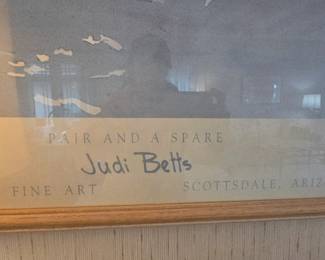 PAIR AND A SPARE
Judi Betts
FINE ART SCOTTSDALE, ARIZ